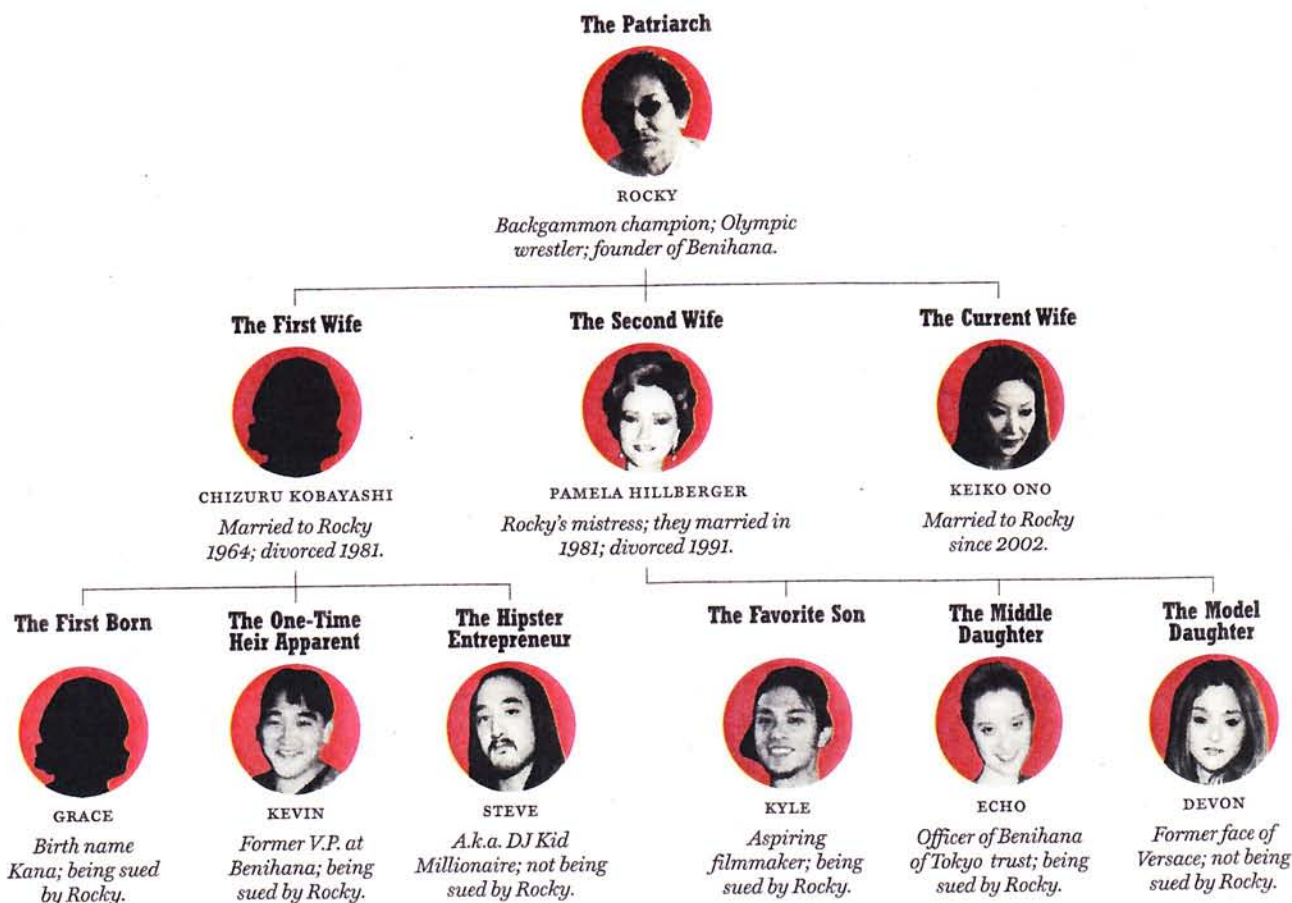 The Patriarch
ROCKY
Backgammon champion; Olympic
wrestler; founder of Benihana.
The First Wife
CHIZURU KOBAYASHI
Married to Rocky
1964; divorced 1981.
The Second Wife
PAMELA HILLBERGER
Rocky's mistress; they married in
1981; divorced 1991.
The Current Wife
KEIKO ONO
Married to Rocky
since 2002.
The First Born
GRACE
Birth name
Kana; being sued
by Rocky.
The One-Time
Heir Apparent
KEVIN
Former V.P. at
Benihana; being
sued by Rocky.
The Hipster
Entrepreneur
STEVE
A.k.a. DJ Kid
Millionaire; not being
sued by Rocky.
The Favorite Son
KYLE
Aspiring
filmmaker; being
sued by Rocky.
The Middle
Daughter
ECHO
Officer of Benihana
of Tokyo trust; being
sued by Rocky.
The Model
Daughter
DEVON
Former face of
Versace; not being
sued by Rocky.